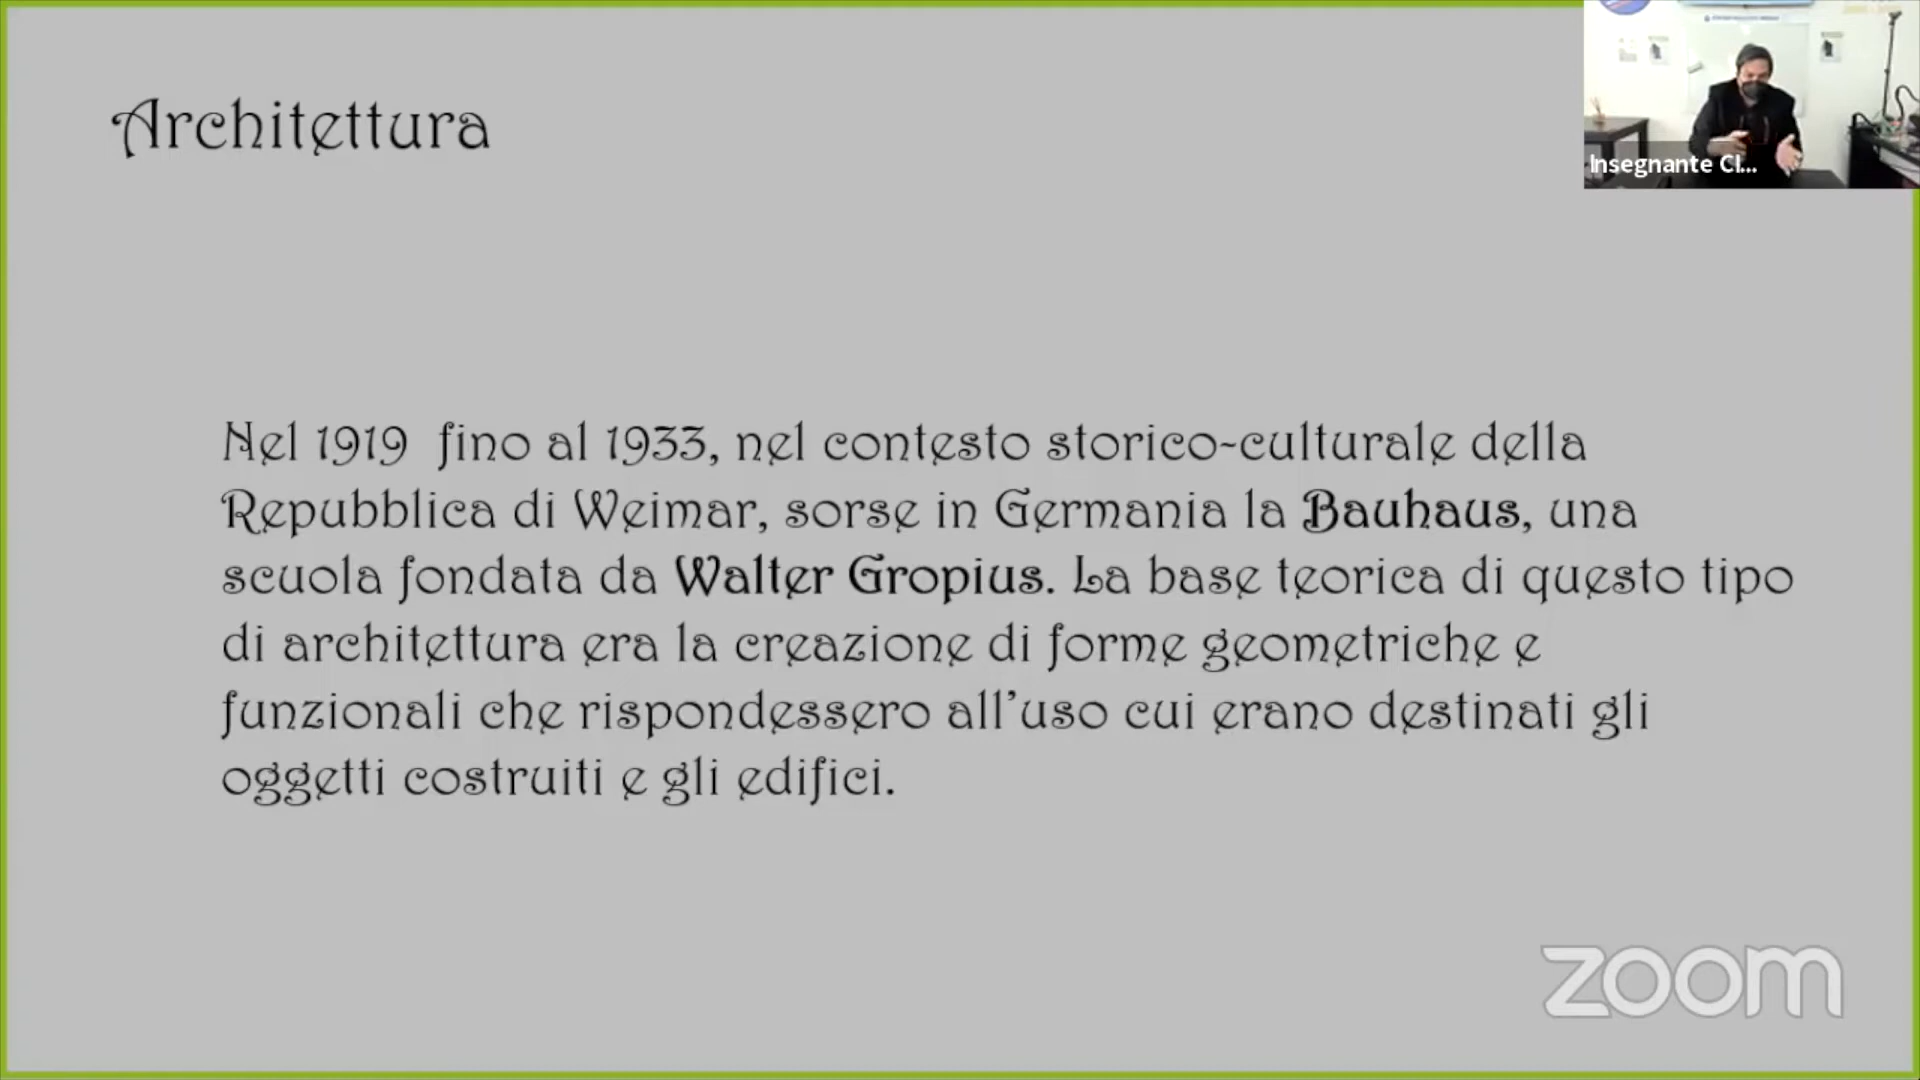 Architettura
Insegnante Cl...
Nel 1919 fino al 1933, nel contesto storico-culturale della
Repubblica di Weimar, sorse in Germania la Bauhaus, una
scuola fondata da Walter Gropius. La base teorica di questo tipo
di architettura era la creazione di forme geometriche e
funzionali che rispondessero all'uso cui erano destinati gli
oggetti costruiti e gli edifici.
zoom